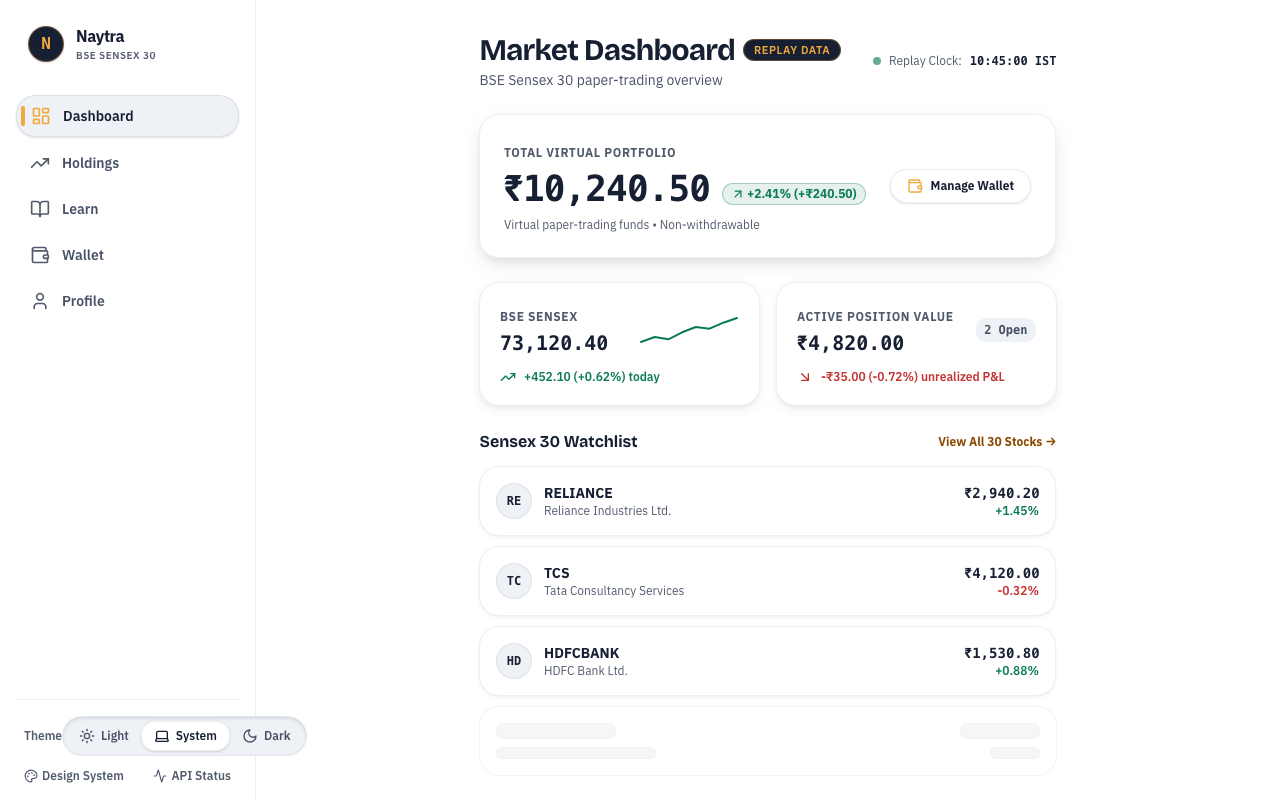 N
Naytra
BSE SENSEX 30
Dashboard
Holdings
Learn
Wallet
Profile
Theme
Light
System
Dark
Design System
API Status
Market Dashboard
REPLAY DATA
BSE Sensex 30 paper-trading overview
Replay Clock: 10:45:00 IST
TOTAL VIRTUAL PORTFOLIO
₹10,240.50
+2.41% (+₹240.50)
Virtual paper-trading funds • Non-withdrawable
Manage Wallet
BSE SENSEX
73,120.40
+452.10 (+0.62%) today
ACTIVE POSITION VALUE
₹4,820.00
2 Open
-₹35.00 (-0.72%) unrealized P&L
Sensex 30 Watchlist
View All 30 Stocks →
RE
RELIANCE
Reliance Industries Ltd.
₹2,940.20
+1.45%
TC
TCS
Tata Consultancy Services
₹4,120.00
-0.32%
HD
HDFCBANK
HDFC Bank Ltd.
₹1,530.80
+0.88%